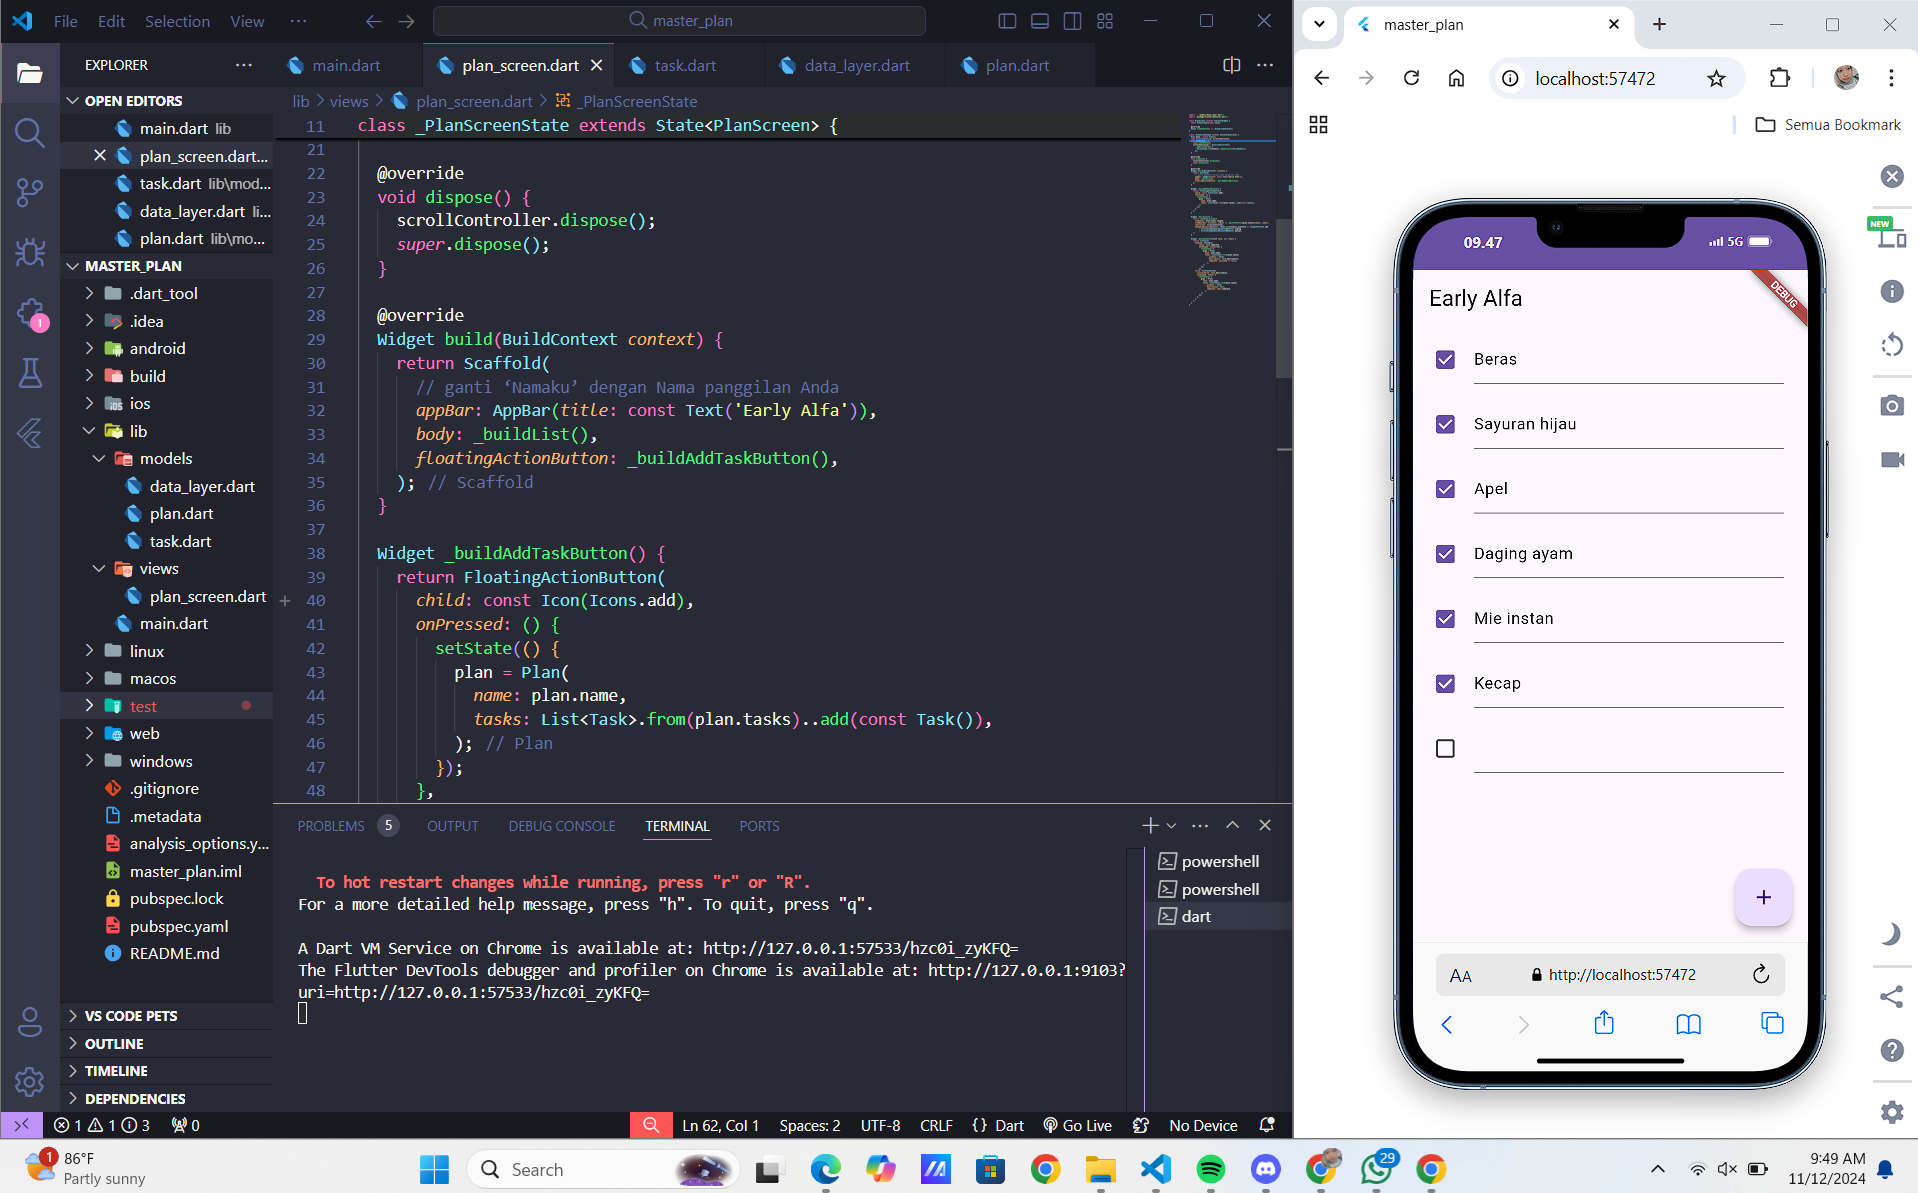 File Edit Selection View ··· master_plan
EXPLORER ···
OPEN EDITORS
main.dart lib
plan_screen.dart...
task.dart lib\mod...
data_layer.dart li...
plan.dart lib\mo...
MASTER_PLAN
.dart_tool
.idea
android
build
ios
lib
models
data_layer.dart
plan.dart
task.dart
views
plan_screen.dart
main.dart
linux
macos
test
web
windows
.gitignore
.metadata
analysis_options.y...
master_plan.iml
pubspec.lock
pubspec.yaml
README.md
VS CODE PETS
OUTLINE
TIMELINE
DEPENDENCIES
1
main.dart plan_screen.dart task.dart data_layer.dart plan.dart ···
lib > views > plan_screen.dart > _PlanScreenState
11 class _PlanScreenState extends State<PlanScreen> {
21
22 @override
23 void dispose() {
24 scrollController.dispose();
25 super.dispose();
26 }
27
28 @override
29 Widget build(BuildContext context) {
30 return Scaffold(
31 // ganti ‘Namaku’ dengan Nama panggilan Anda
32 appBar: AppBar(title: const Text('Early Alfa')),
33 body: _buildList(),
34 floatingActionButton: _buildAddTaskButton(),
35 ); // Scaffold
36 }
37
38 Widget _buildAddTaskButton() {
39 return FloatingActionButton(
40 child: const Icon(Icons.add),
41 onPressed: () {
42 setState(() {
43 plan = Plan(
44 name: plan.name,
45 tasks: List<Task>.from(plan.tasks)..add(const Task()),
46 ); // Plan
47 });
48 },
PROBLEMS 5 OUTPUT DEBUG CONSOLE TERMINAL PORTS
To hot restart changes while running, press "r" or "R".
For a more detailed help message, press "h". To quit, press "q".
A Dart VM Service on Chrome is available at: http://127.0.0.1:57533/hzc0i_zyKFQ=
The Flutter DevTools debugger and profiler on Chrome is available at: http://127.0.0.1:9103?
uri=http://127.0.0.1:57533/hzc0i_zyKFQ=
powershell
powershell
dart
1 1 3 0 Ln 62, Col 1 Spaces: 2 UTF-8 CRLF {} Dart Go Live No Device
master_plan
localhost:57472
Semua Bookmark
NEW
09.47 5G
DEBUG
Early Alfa
Beras
Sayuran hijau
Apel
Daging ayam
Mie instan
Kecap
AA http://localhost:57472
1 86°F
Partly sunny
Search
29
9:49 AM
11/12/2024